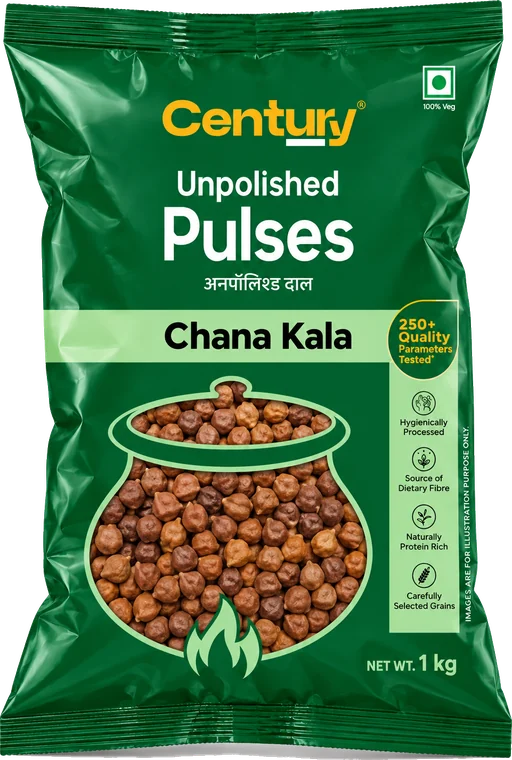 Century®
100% Veg
Unpolished
Pulses
अनपॉलिश्ड दाल
Chana Kala
250+
Quality
Parameters
Tested*
Hygienically
Processed
Source of
Dietary Fibre
Naturally
Protein Rich
Carefully
Selected Grains
IMAGES ARE FOR ILLUSTRATION PURPOSE ONLY.
NET WT. 1 kg